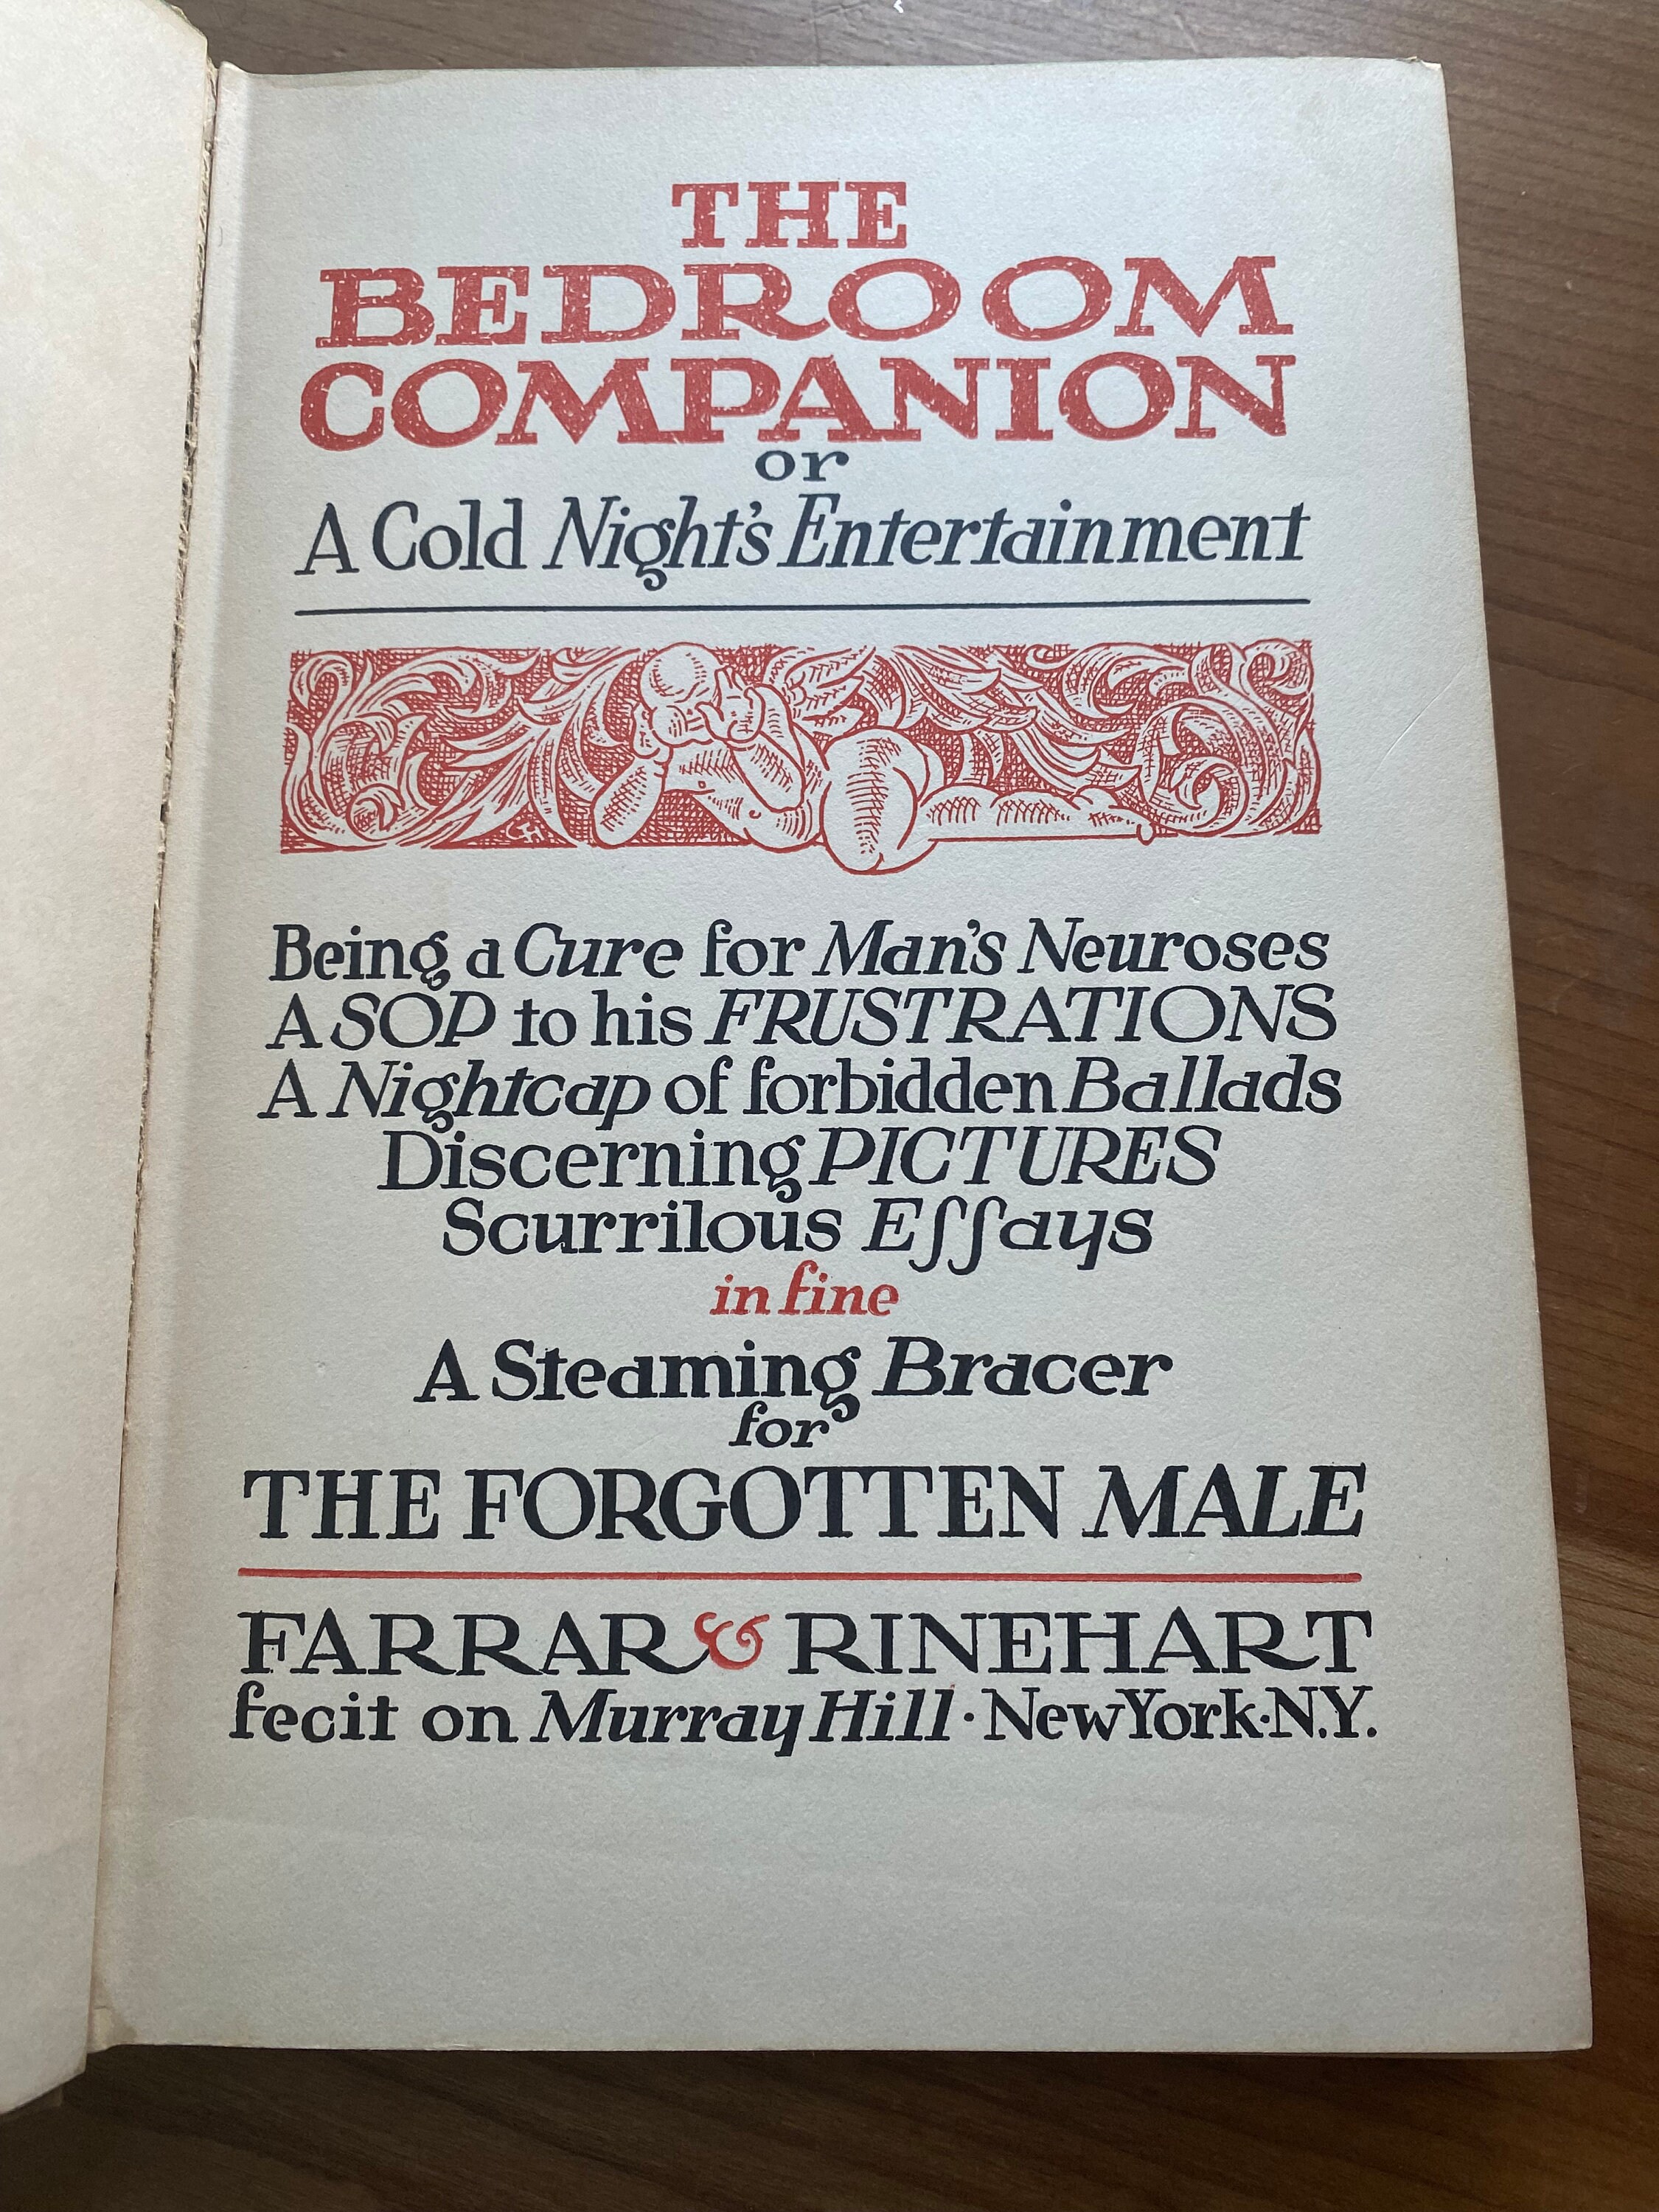 THE
BEDROOM
COMPANION
or
A Cold Night's Entertainment
Being a Cure for Man's Neuroses
A SOP to his FRUSTRATIONS
A Nightcap of forbidden Ballads
Discerning PICTURES
Scurrilous Eſſays
in fine
A Steaming Bracer
for
THE FORGOTTEN MALE
FARRAR & RINEHART
fecit on Murray Hill · New York · N.Y.